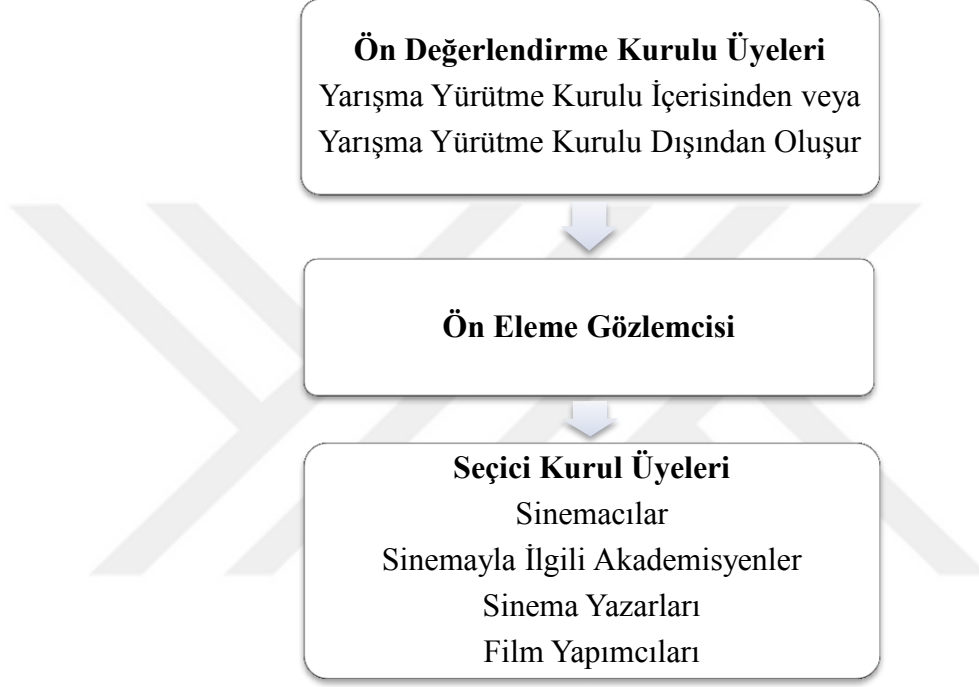 Ön Değerlendirme Kurulu Üyeleri
Yarışma Yürütme Kurulu İçerisinden veya
Yarışma Yürütme Kurulu Dışından Oluşur
Ön Eleme Gözlemcisi
Seçici Kurul Üyeleri
Sinemacılar
Sinemayla İlgili Akademisyenler
Sinema Yazarları
Film Yapımcıları